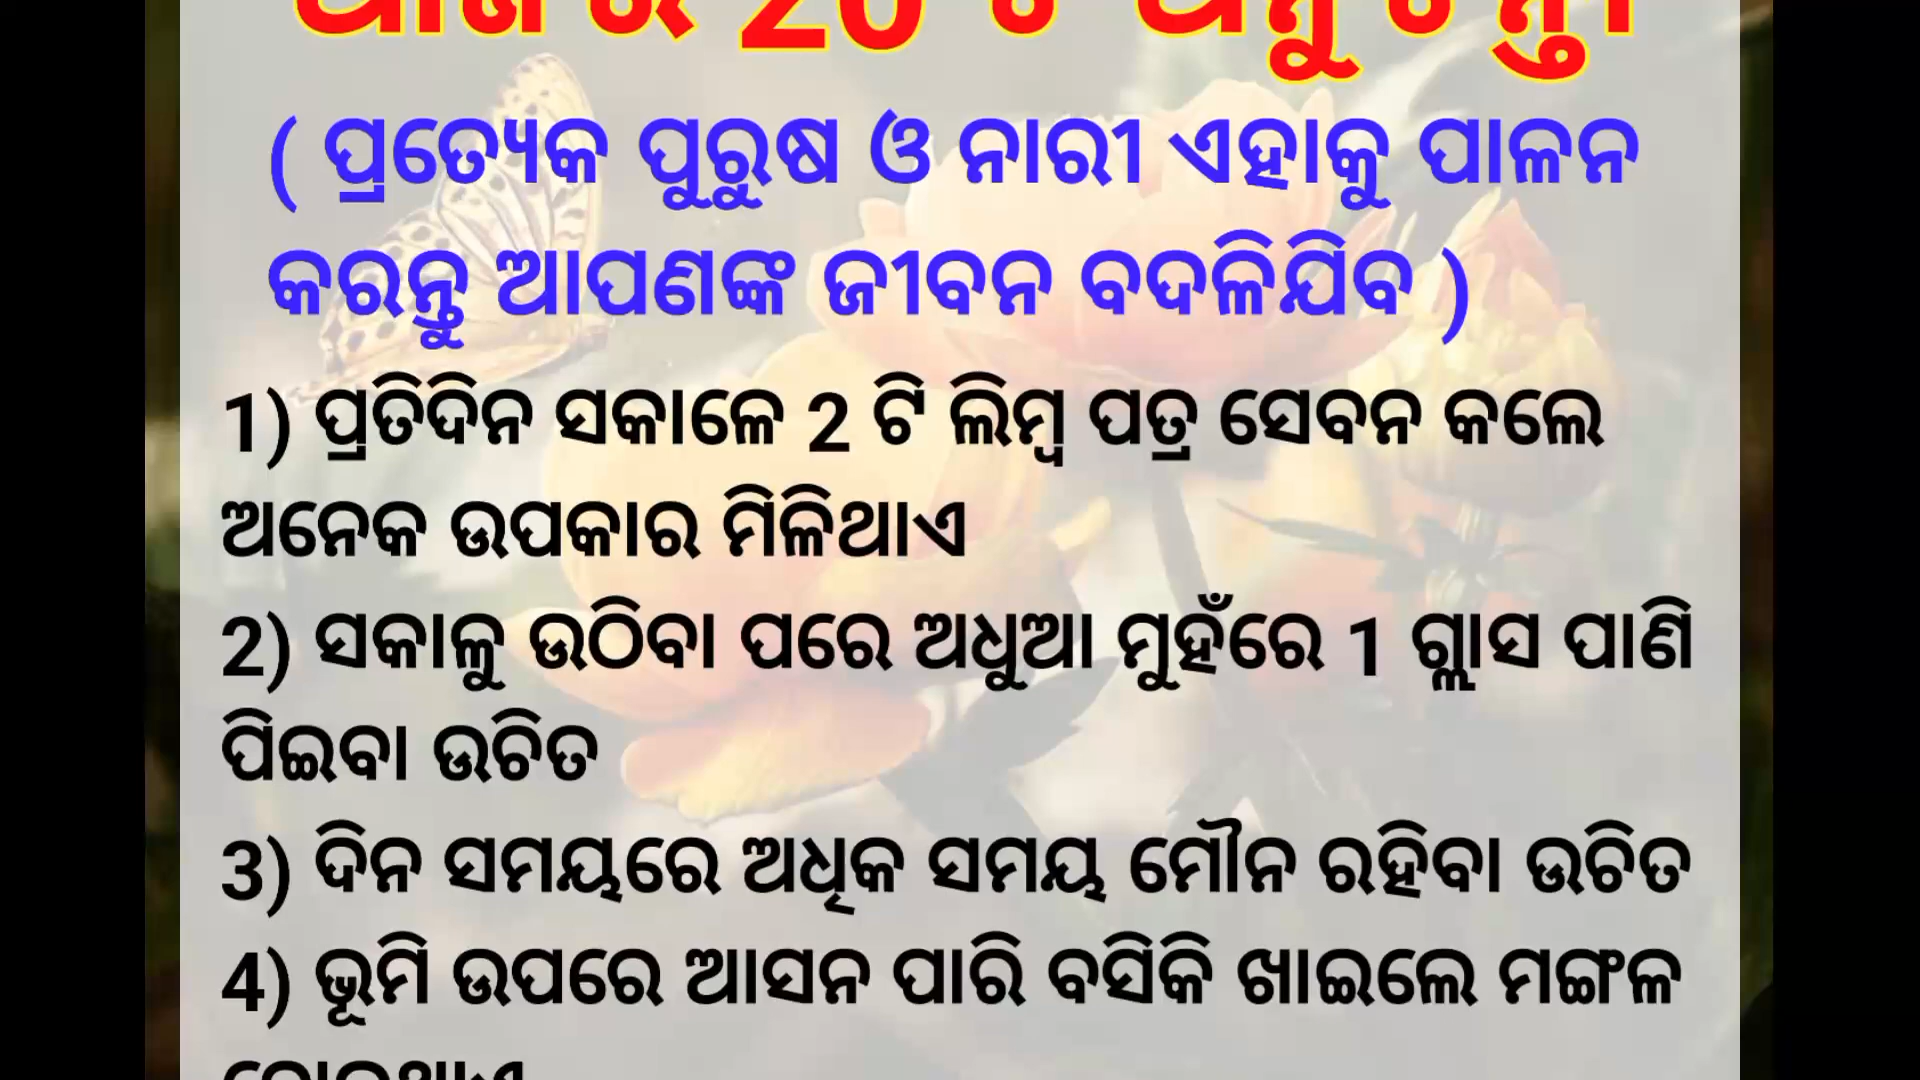 20
( ପ୍ରତ୍ୟେକ ପୁରୁଷ ଓ ନାରୀ ଏହାକୁ ପାଳନ
କରନ୍ତୁ ଆପଣଙ୍କ ଜୀବନ ବଦଳିଯିବ )
1) ପ୍ରତିଦିନ ସକାଳେ 2 ଟି ଲିମ୍ବ ପତ୍ର ସେବନ କଲେ
ଅନେକ ଉପକାର ମିଳିଥାଏ
2) ସକାଳୁ ଉଠିବା ପରେ ଅଧୁଆ ମୁହଁରେ 1 ଗ୍ଲାସ ପାଣି
ପିଇବା ଉଚିତ
3) ଦିନ ସମୟରେ ଅଧିକ ସମୟ ମୌନ ରହିବା ଉଚିତ
4) ଭୂମି ଉପରେ ଆସନ ପାରି ବସିକି ଖାଇଲେ ମଙ୍ଗଳ